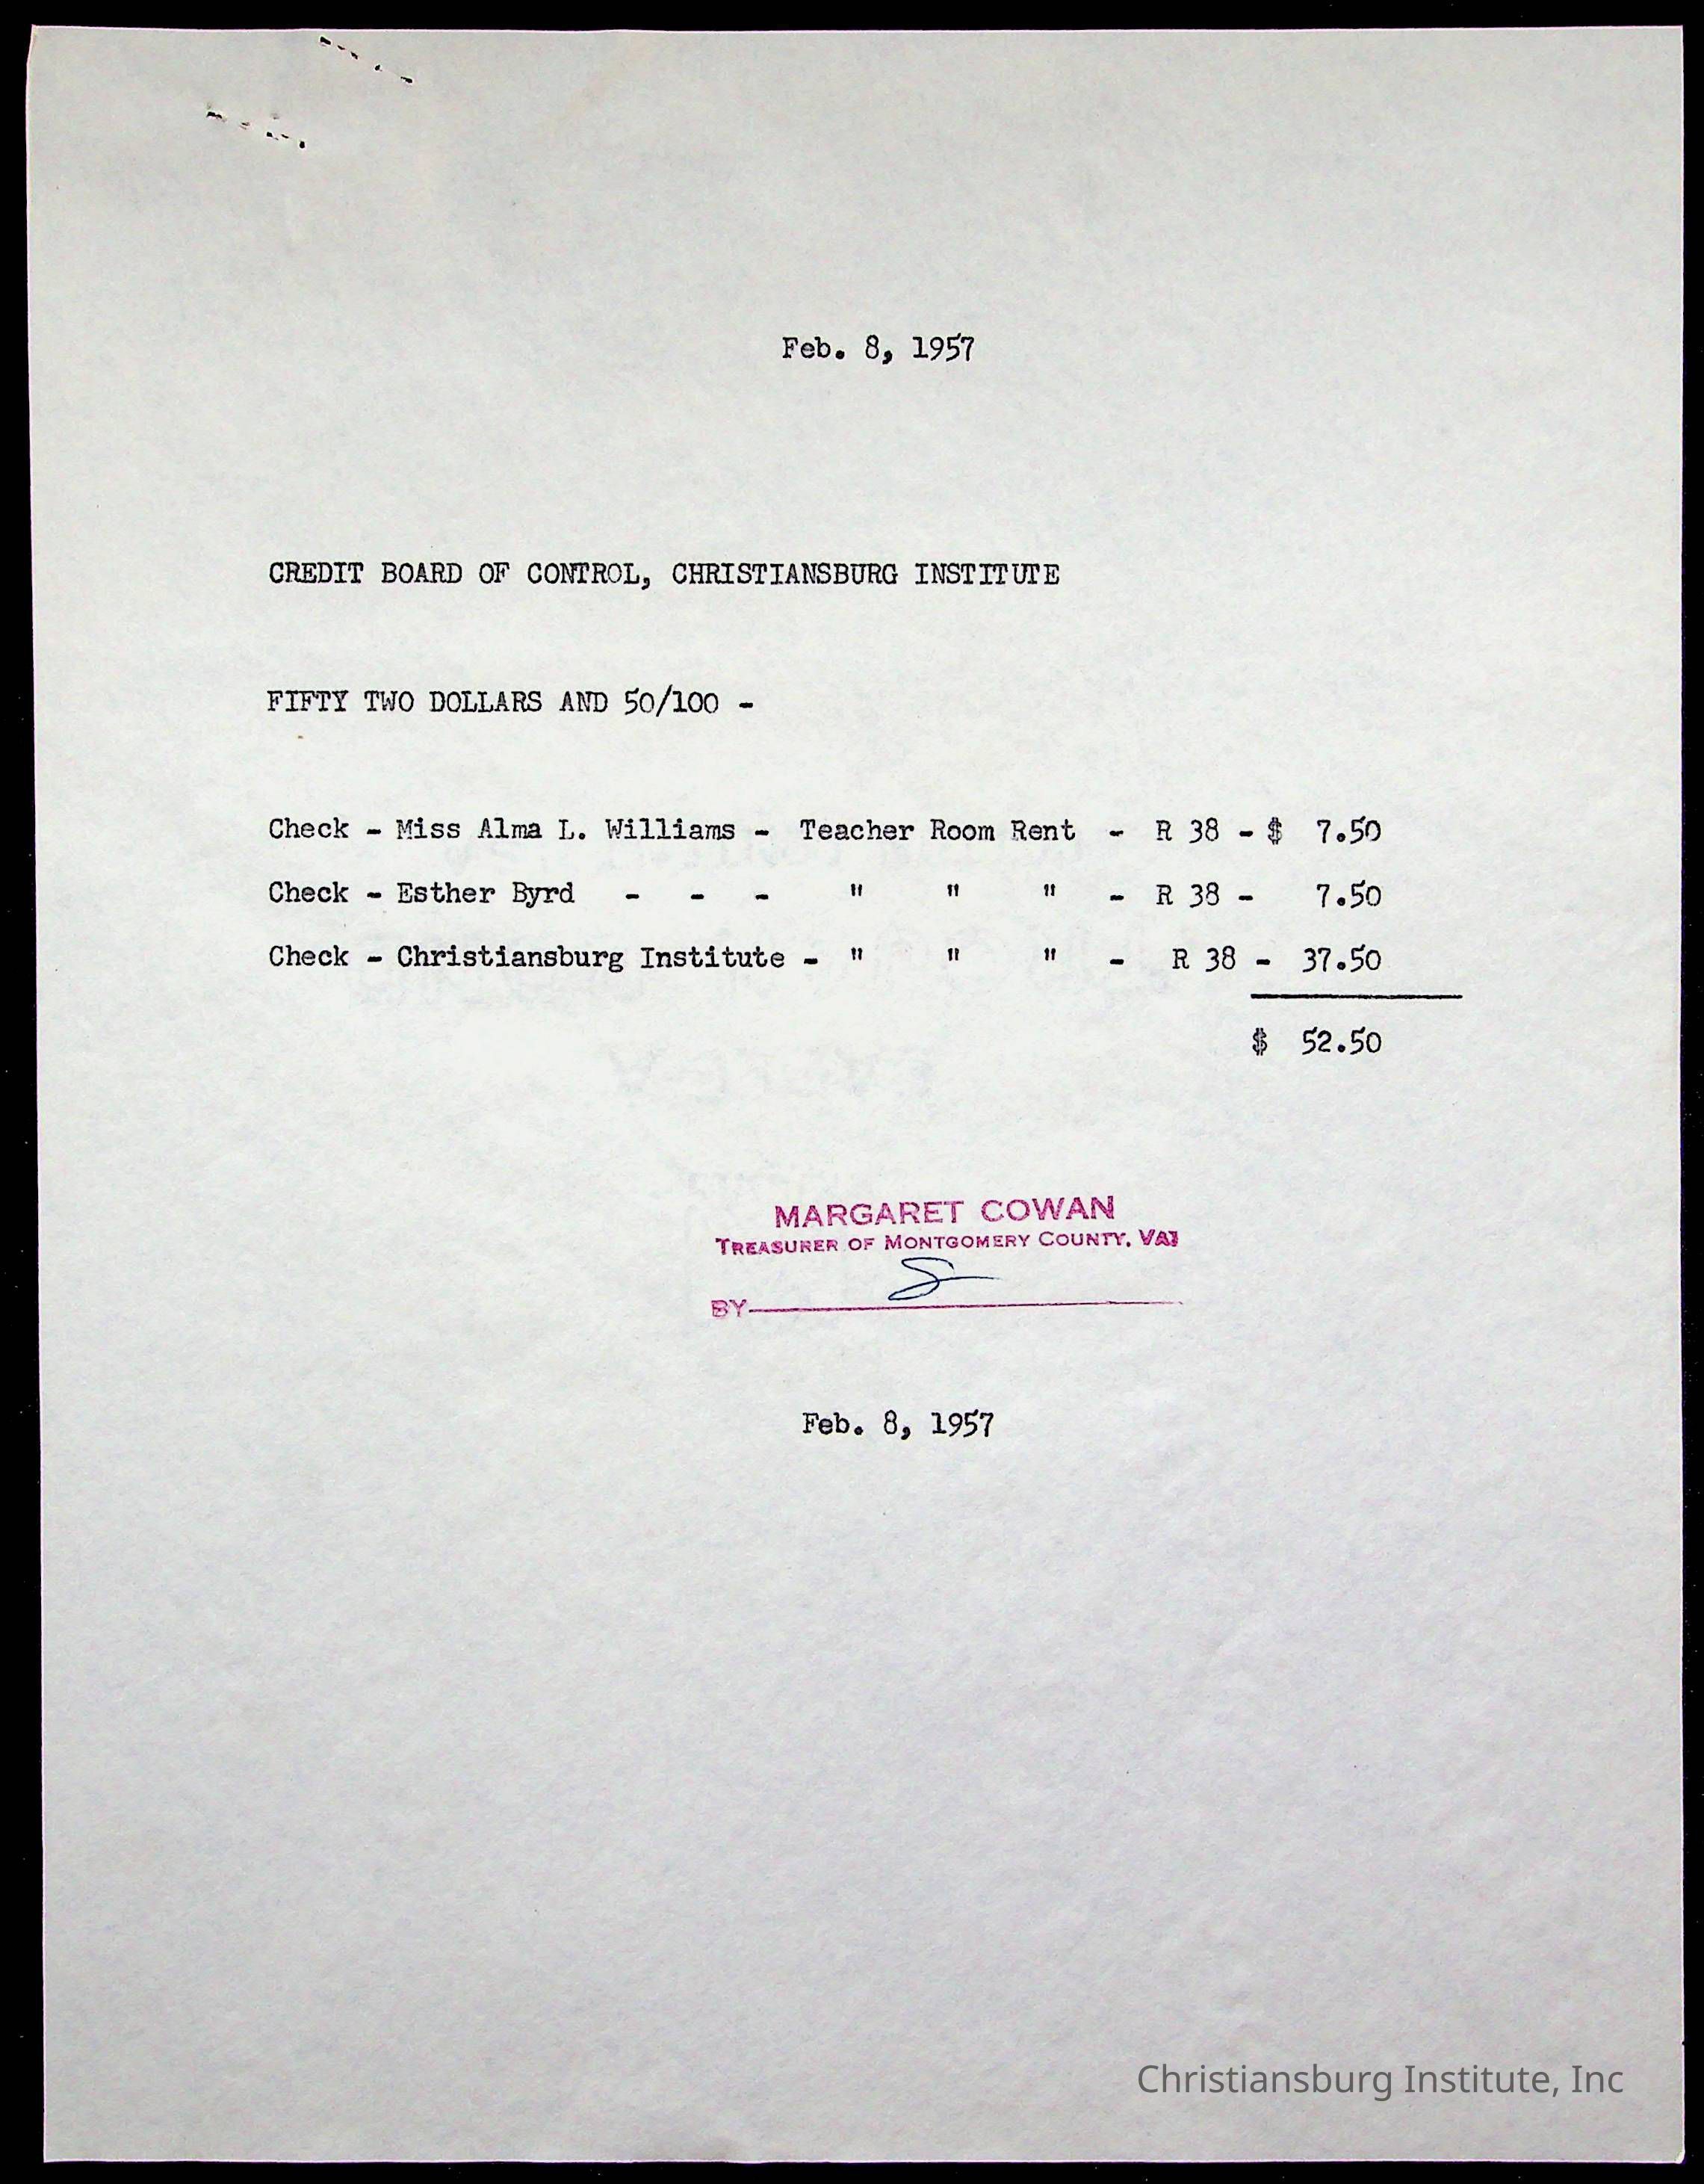 Feb. 8, 1957
CREDIT BOARD OF CONTROL, CHRISTIANSBURG INSTITUTE
FIFTY TWO DOLLARS AND 50/100 -
Check - Miss Alma L. Williams - Teacher Room Rent - R 38 - $ 7.50
Check - Esther Byrd - - - " " " - R 38 - 7.50
Check - Christiansburg Institute - " " " - R 38 - 37.50
$ 52.50
MARGARET COWAN
TREASURER OF MONTGOMERY COUNTY, VA.
BY
Feb. 8, 1957
Christiansburg Institute, Inc